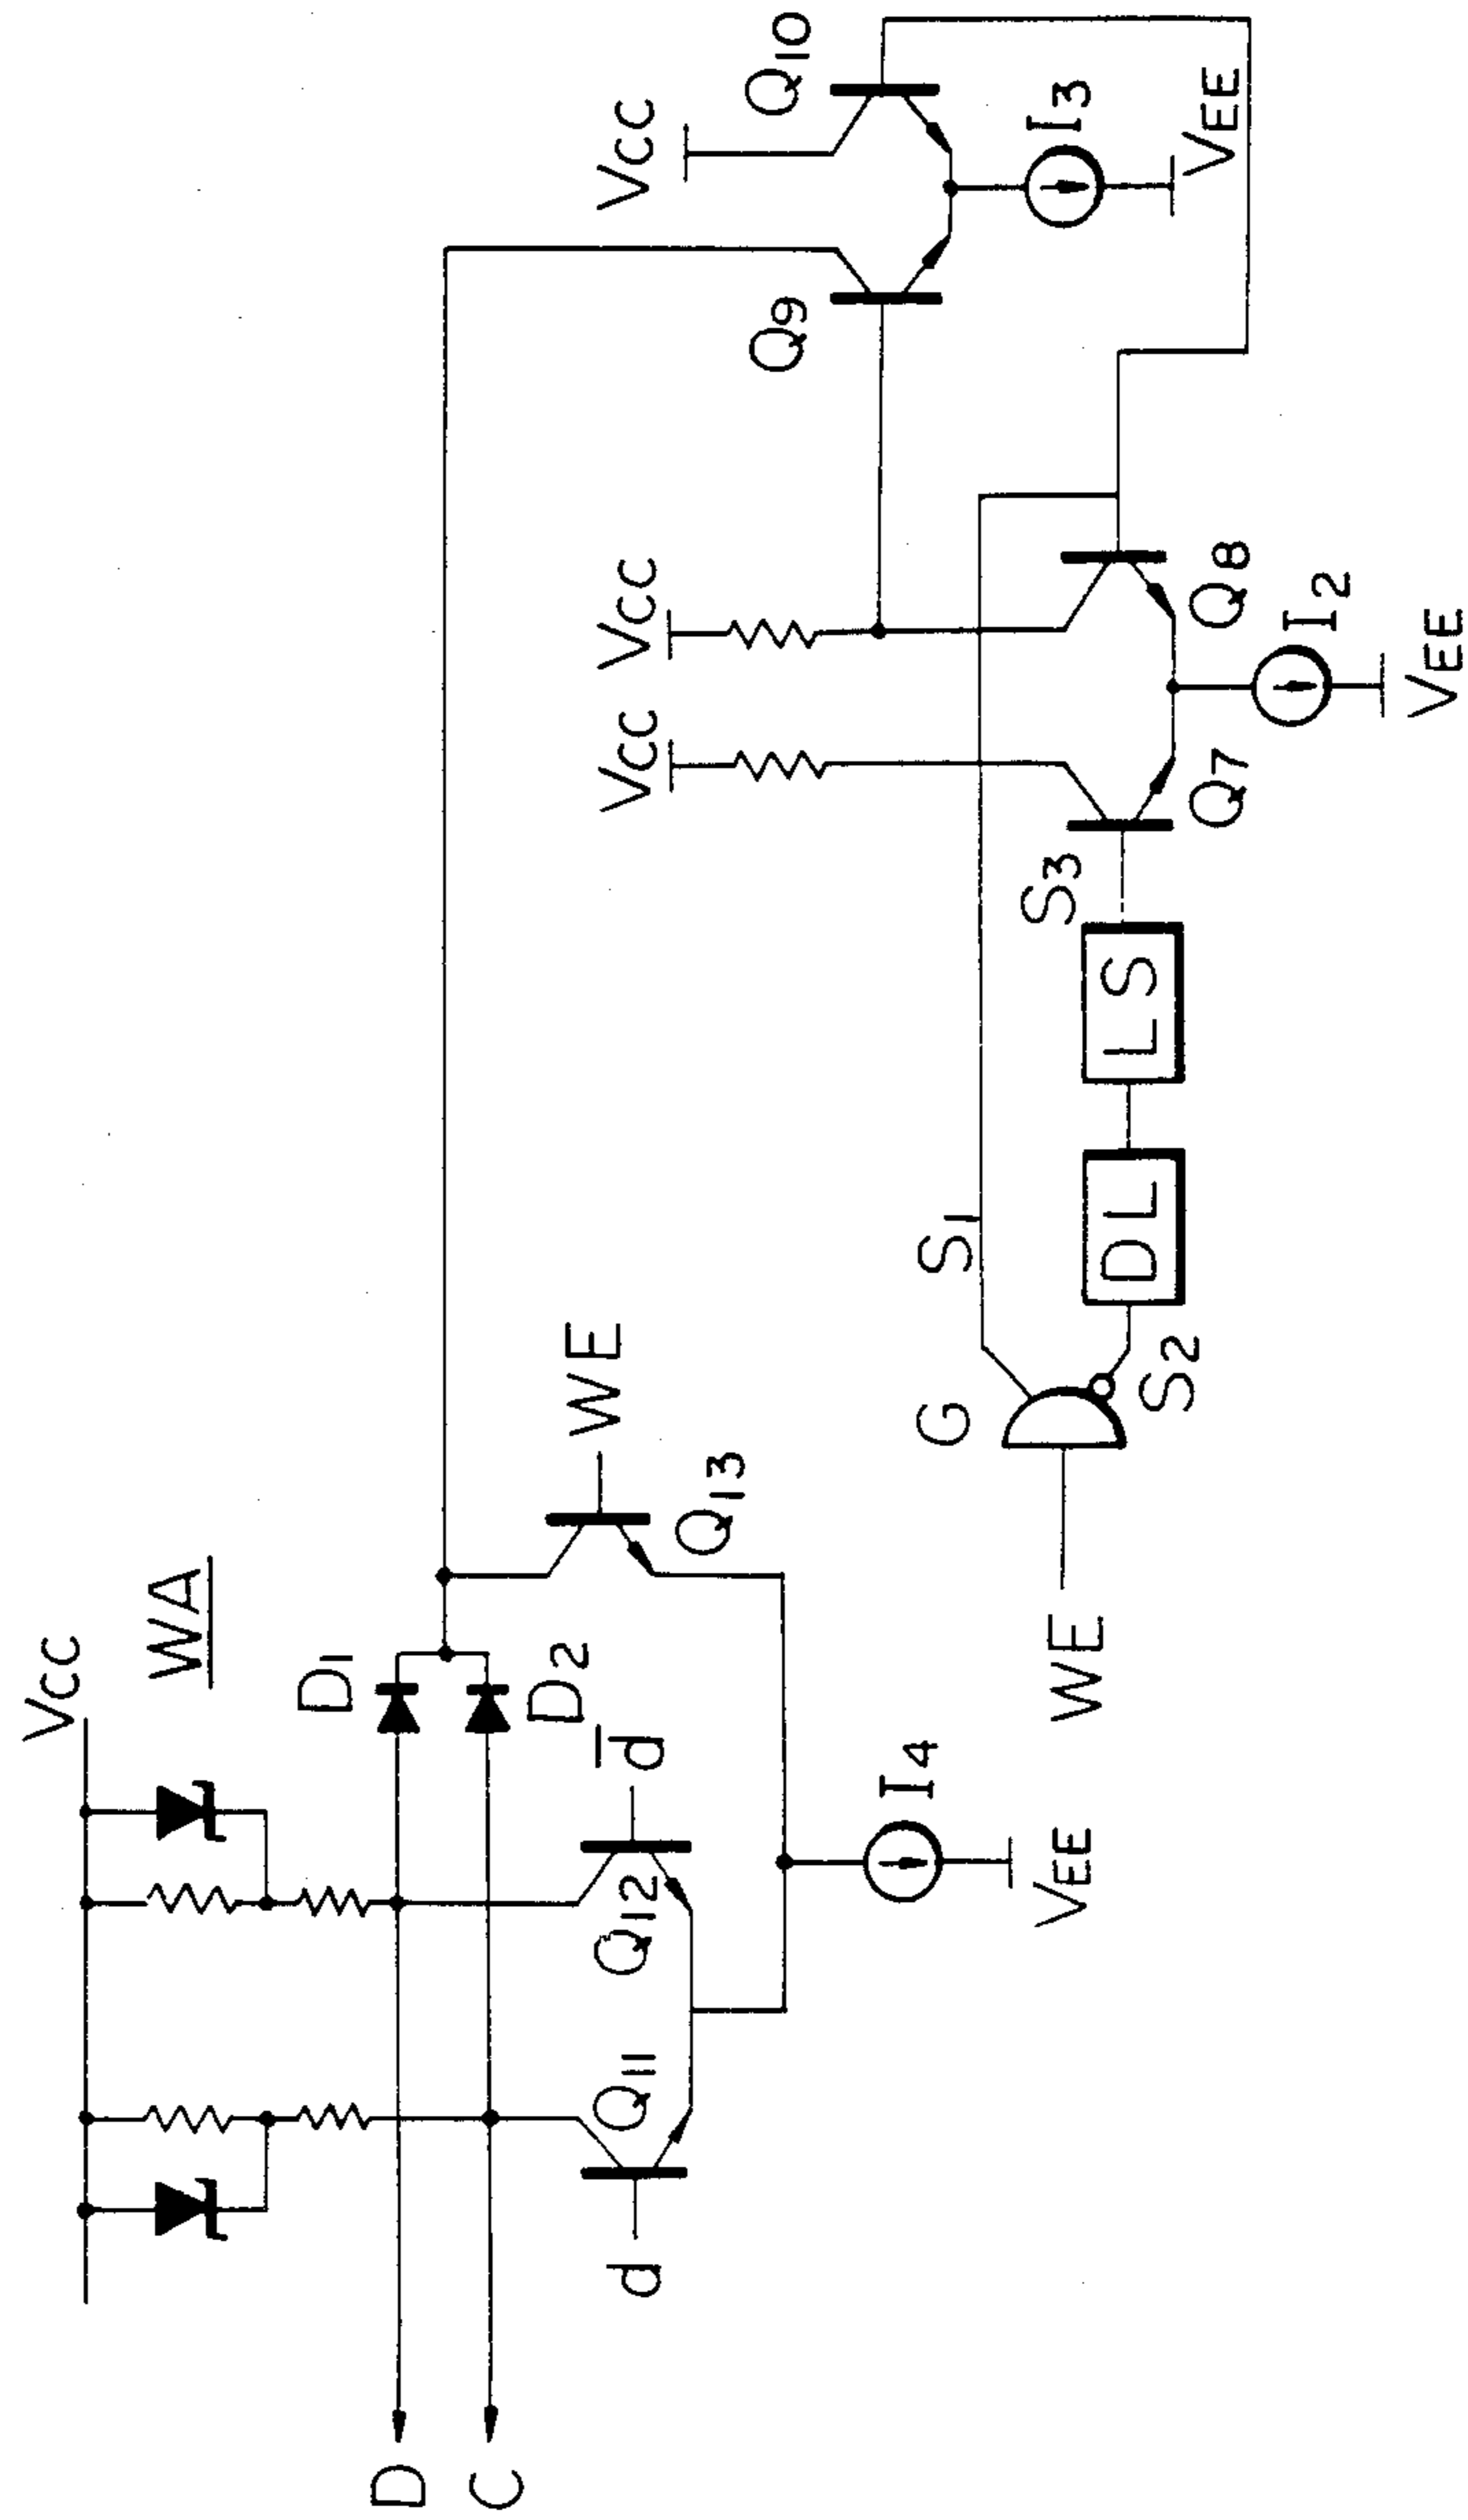 VCC
WA
D1
D2
D
C
d
Q11
Q12
d̅
WE
Q13
I4
VEE
WE
G
S1
S2
DL
LS
S3
VCC
VCC
Q7
Q8
I2
VEE
Q9
VCC
Q10
I3
VEE